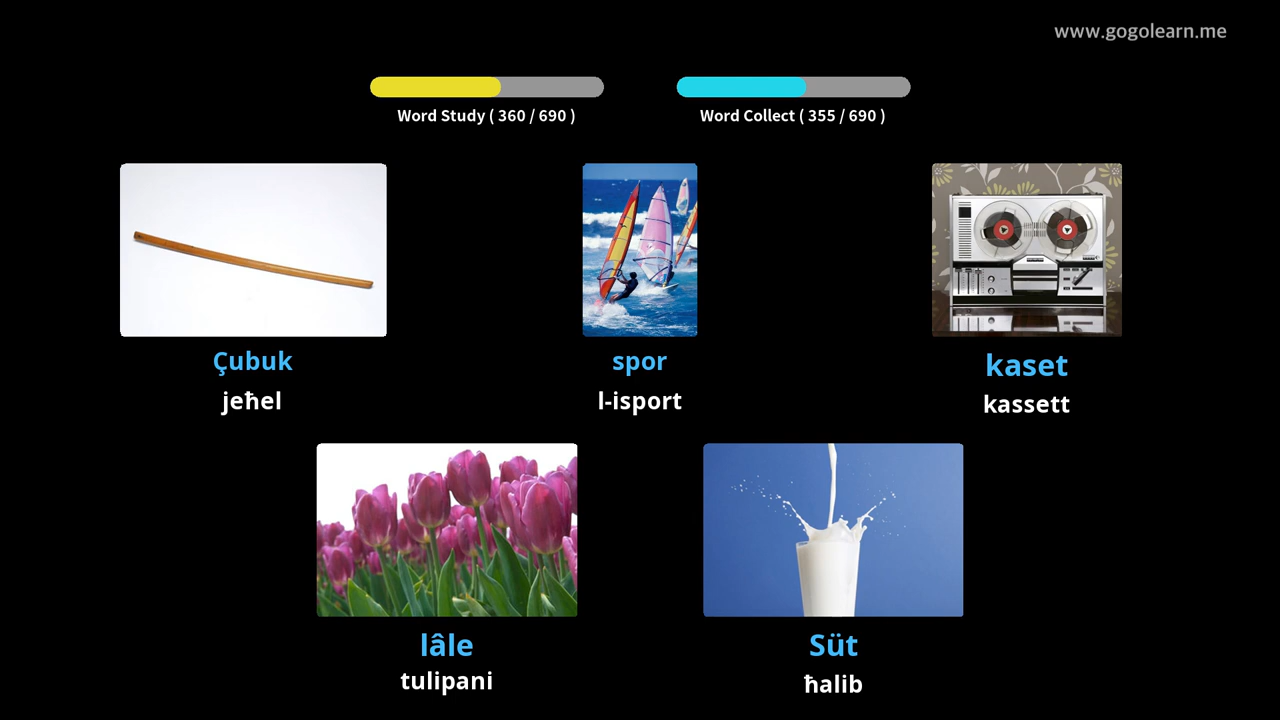 www.gogolearn.me
Word Study ( 360 / 690 )
Word Collect ( 355 / 690 )
Çubuk
jeħel
spor
l-isport
kaset
kassett
lâle
tulipani
Süt
ħalib